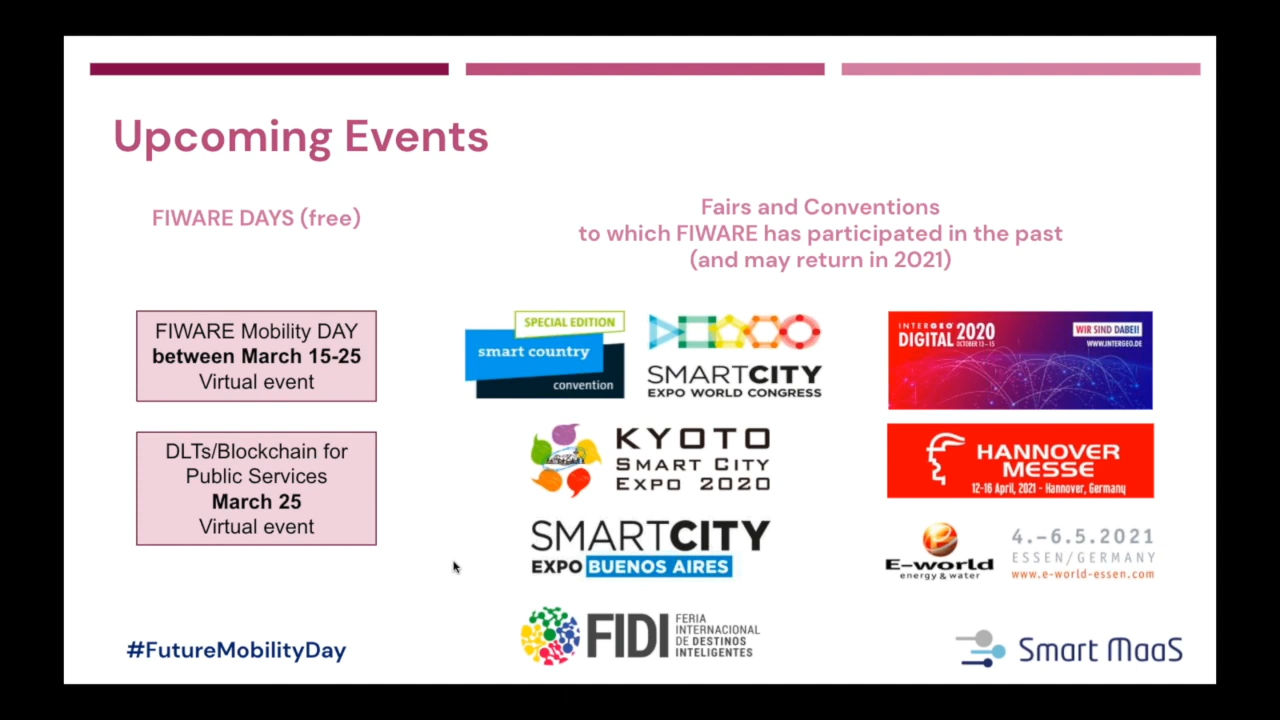 Upcoming Events
FIWARE DAYS (free)
FIWARE Mobility DAY
between March 15-25
Virtual event
DLTs/Blockchain for
Public Services
March 25
Virtual event
#FutureMobilityDay
Fairs and Conventions
to which FIWARE has participated in the past
(and may return in 2021)
SPECIAL EDITION
smart country
convention
SMARTCITY
EXPO WORLD CONGRESS
KYOTO
SMART CITY
EXPO 2020
SMARTCITY
EXPO BUENOS AIRES
FIDI
FERIA
INTERNACIONAL
DE DESTINOS
INTELIGENTES
INTERGEO
DIGITAL 2020
OCTOBER 13–15
WIR SIND DABEI!
WWW.INTERGEO.DE
HANNOVER
MESSE
12-16 April, 2021 - Hannover, Germany
E-world
energy & water
4.–6.5.2021
ESSEN/GERMANY
www.e-world-essen.com
Smart MaaS